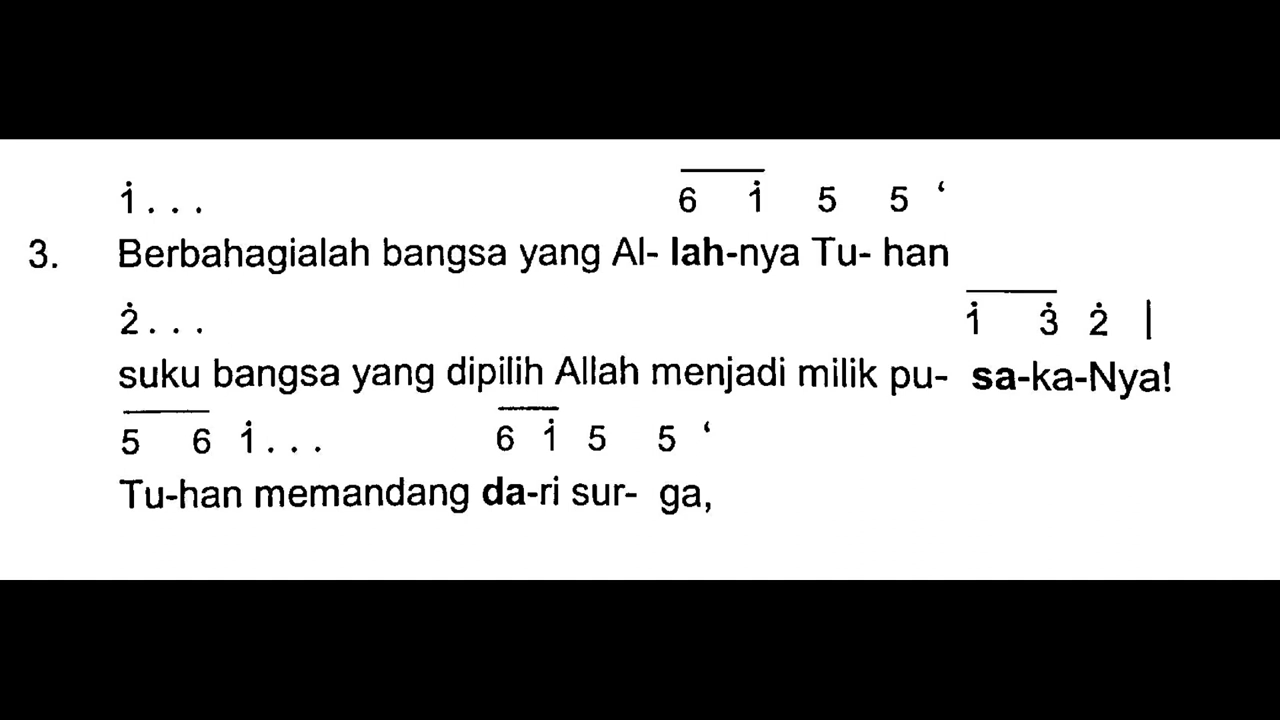 i̇ . . . 6 i̇ 5 5 ‘
3. Berbahagialah bangsa yang Al- lah-nya Tu- han
2̇ . . . 1̇ 3̇ 2̇ |
suku bangsa yang dipilih Allah menjadi milik pu- sa-ka-Nya!
5 6 1̇ . . . 6 1̇ 5 5 ‘
Tu-han memandang da-ri sur- ga,